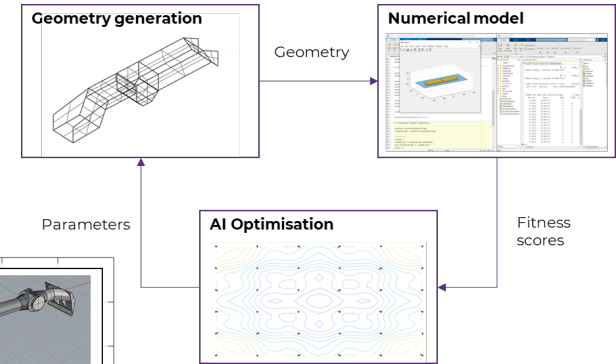 Geometry generation
Numerical model
Geometry
Parameters
AI Optimisation
Fitness
scores